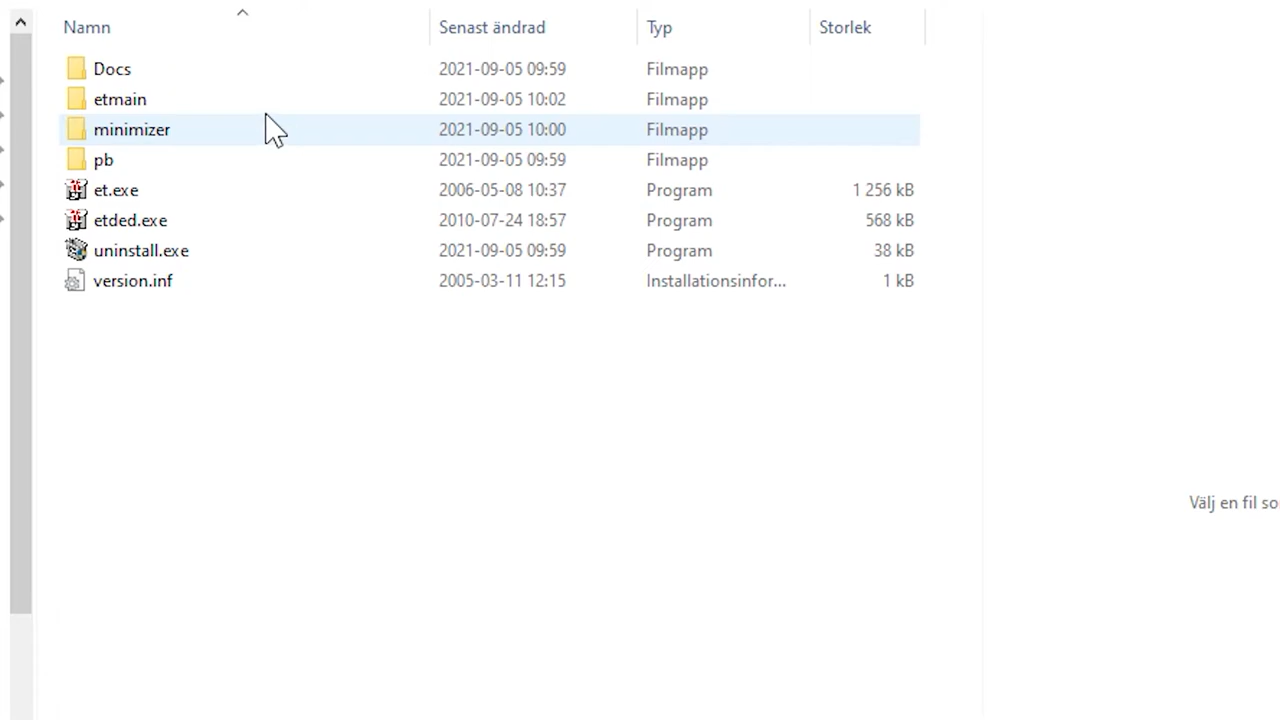 Namn Senast ändrad Typ Storlek
Docs 2021-09-05 09:59 Filmapp
etmain 2021-09-05 10:02 Filmapp
minimizer 2021-09-05 10:00 Filmapp
pb 2021-09-05 09:59 Filmapp
et.exe 2006-05-08 10:37 Program 1 256 kB
etded.exe 2010-07-24 18:57 Program 568 kB
uninstall.exe 2021-09-05 09:59 Program 38 kB
version.inf 2005-03-11 12:15 Installationsinfor... 1 kB
Välj en fil so